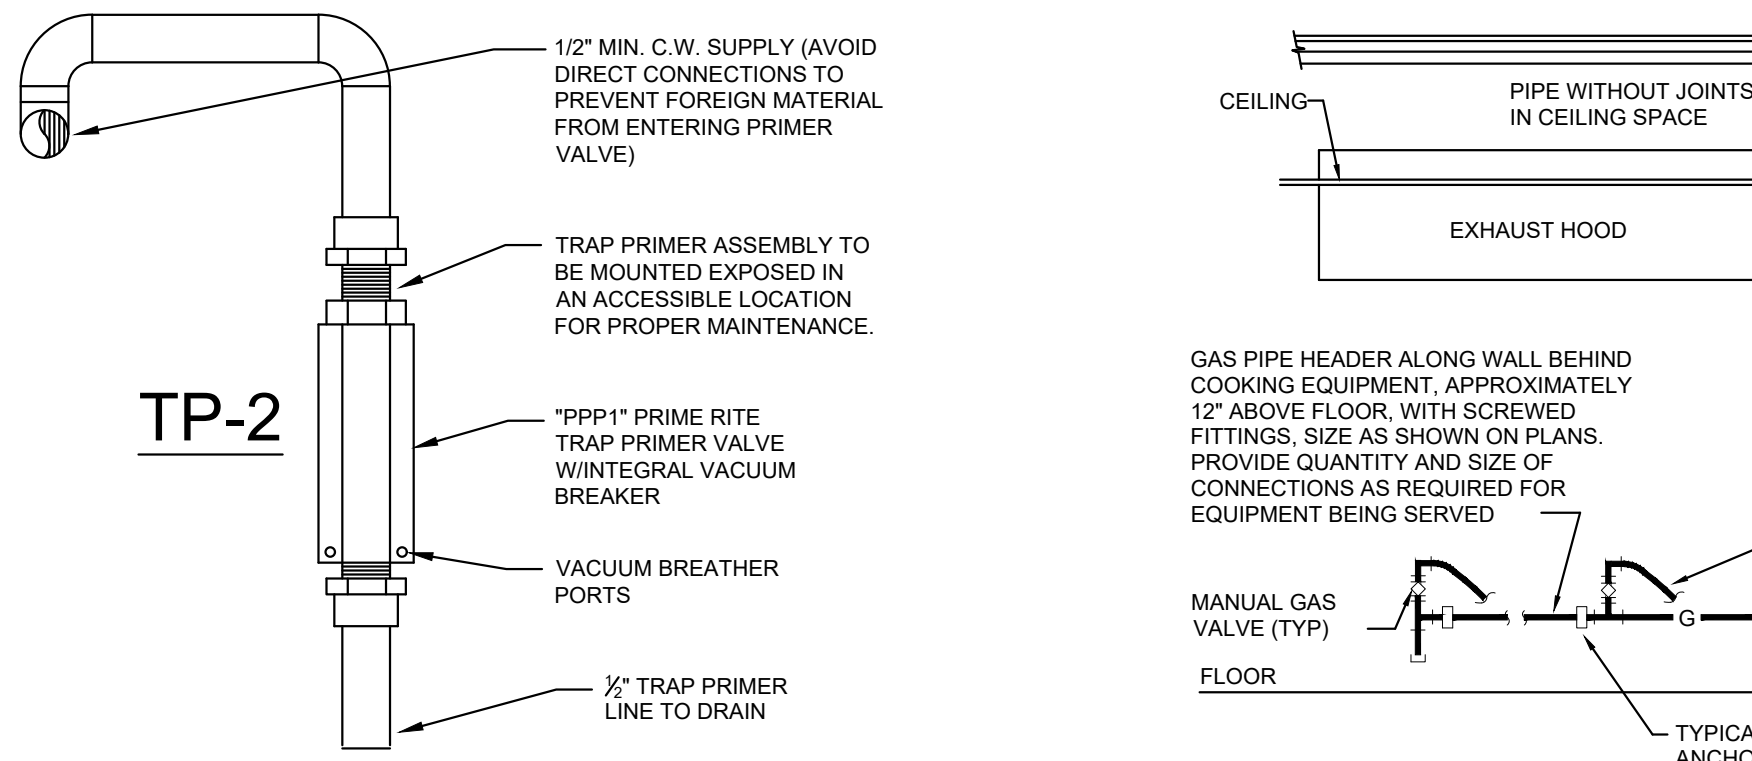 1/2" MIN. C.W. SUPPLY (AVOID
DIRECT CONNECTIONS TO
PREVENT FOREIGN MATERIAL
FROM ENTERING PRIMER
VALVE)
TRAP PRIMER ASSEMBLY TO
BE MOUNTED EXPOSED IN
AN ACCESSIBLE LOCATION
FOR PROPER MAINTENANCE.
TP-2
"PPP1" PRIME RITE
TRAP PRIMER VALVE
W/INTEGRAL VACUUM
BREAKER
VACUUM BREATHER
PORTS
½" TRAP PRIMER
LINE TO DRAIN
CEILING
PIPE WITHOUT JOINTS
IN CEILING SPACE
EXHAUST HOOD
GAS PIPE HEADER ALONG WALL BEHIND
COOKING EQUIPMENT, APPROXIMATELY
12" ABOVE FLOOR, WITH SCREWED
FITTINGS, SIZE AS SHOWN ON PLANS.
PROVIDE QUANTITY AND SIZE OF
CONNECTIONS AS REQUIRED FOR
EQUIPMENT BEING SERVED
MANUAL GAS
VALVE (TYP)
G
FLOOR